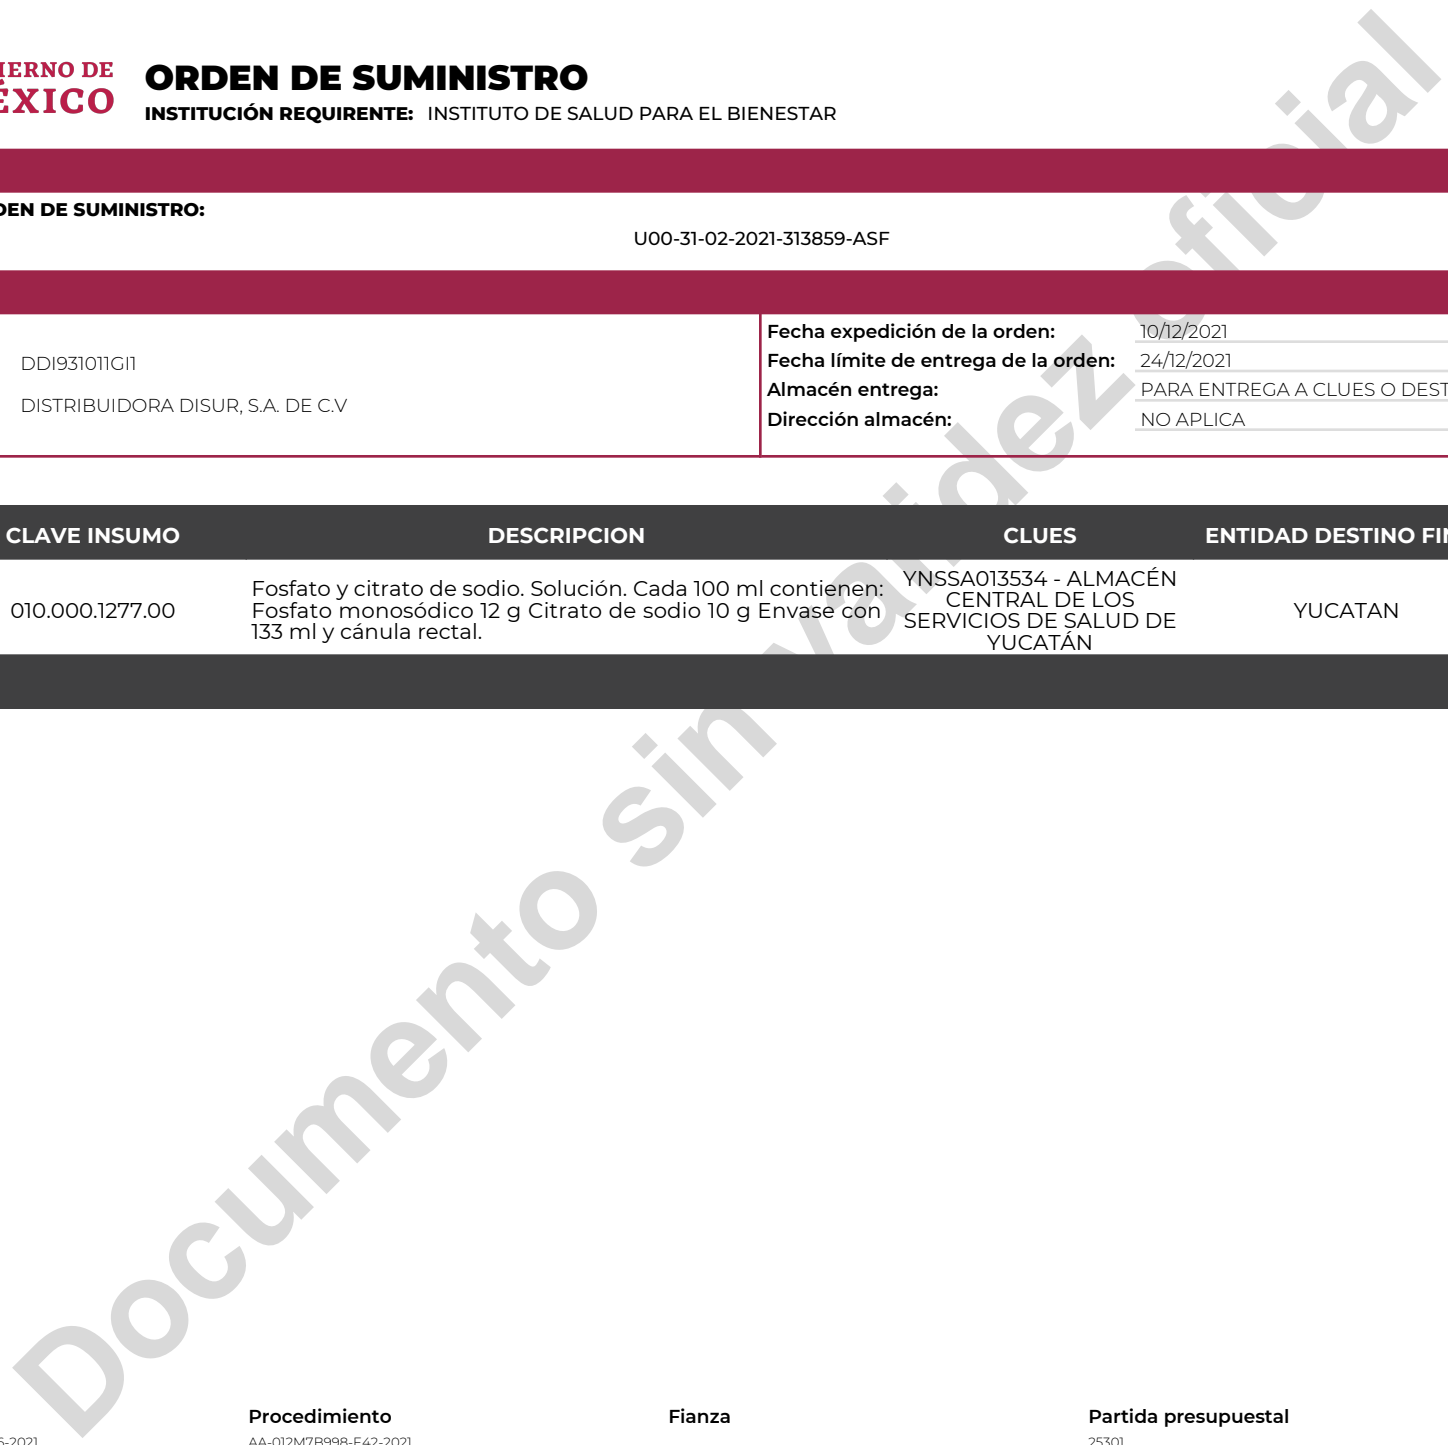 IERNO DE
ÉXICO
ORDEN DE SUMINISTRO
INSTITUCIÓN REQUIRENTE: INSTITUTO DE SALUD PARA EL BIENESTAR
DEN DE SUMINISTRO:
U00-31-02-2021-313859-ASF
DDI931011GI1
DISTRIBUIDORA DISUR, S.A. DE C.V
Fecha expedición de la orden: 10/12/2021
Fecha límite de entrega de la orden: 24/12/2021
Almacén entrega: PARA ENTREGA A CLUES O DEST
Dirección almacén: NO APLICA
CLAVE INSUMO DESCRIPCION CLUES ENTIDAD DESTINO FIN
010.000.1277.00
Fosfato y citrato de sodio. Solución. Cada 100 ml contienen:
Fosfato monosódico 12 g Citrato de sodio 10 g Envase con
133 ml y cánula rectal.
YNSSA013534 - ALMACÉN
CENTRAL DE LOS
SERVICIOS DE SALUD DE
YUCATÁN
YUCATAN
Documento sin validez oficial
Procedimiento Fianza Partida presupuestal
-2021 AA-012M7B998-E42-2021 25301